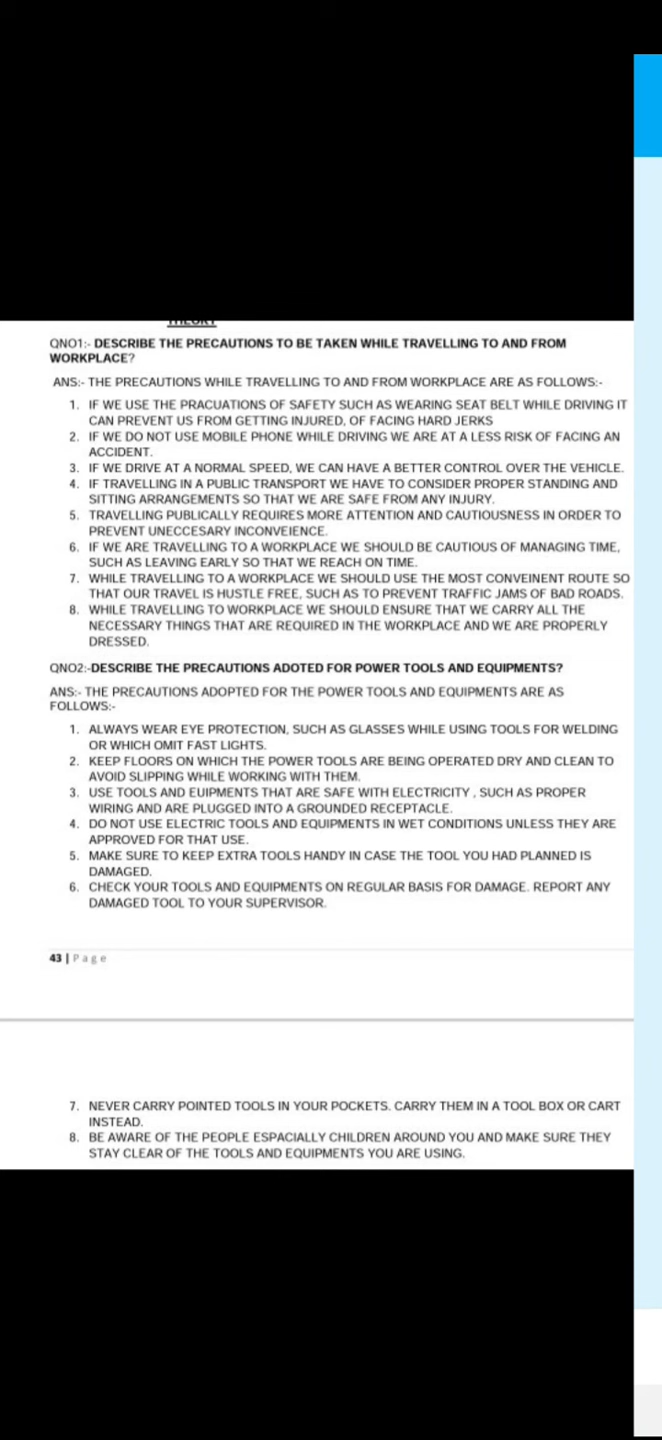 THEORY
QNO1:- DESCRIBE THE PRECAUTIONS TO BE TAKEN WHILE TRAVELLING TO AND FROM
WORKPLACE?
ANS:- THE PRECAUTIONS WHILE TRAVELLING TO AND FROM WORKPLACE ARE AS FOLLOWS:-
1. IF WE USE THE PRACUATIONS OF SAFETY SUCH AS WEARING SEAT BELT WHILE DRIVING IT
CAN PREVENT US FROM GETTING INJURED, OF FACING HARD JERKS
2. IF WE DO NOT USE MOBILE PHONE WHILE DRIVING WE ARE AT A LESS RISK OF FACING AN
ACCIDENT.
3. IF WE DRIVE AT A NORMAL SPEED, WE CAN HAVE A BETTER CONTROL OVER THE VEHICLE.
4. IF TRAVELLING IN A PUBLIC TRANSPORT WE HAVE TO CONSIDER PROPER STANDING AND
SITTING ARRANGEMENTS SO THAT WE ARE SAFE FROM ANY INJURY.
5. TRAVELLING PUBLICALLY REQUIRES MORE ATTENTION AND CAUTIOUSNESS IN ORDER TO
PREVENT UNECCESARY INCONVEIENCE.
6. IF WE ARE TRAVELLING TO A WORKPLACE WE SHOULD BE CAUTIOUS OF MANAGING TIME,
SUCH AS LEAVING EARLY SO THAT WE REACH ON TIME.
7. WHILE TRAVELLING TO A WORKPLACE WE SHOULD USE THE MOST CONVEINENT ROUTE SO
THAT OUR TRAVEL IS HUSTLE FREE, SUCH AS TO PREVENT TRAFFIC JAMS OF BAD ROADS.
8. WHILE TRAVELLING TO WORKPLACE WE SHOULD ENSURE THAT WE CARRY ALL THE
NECESSARY THINGS THAT ARE REQUIRED IN THE WORKPLACE AND WE ARE PROPERLY
DRESSED.
QNO2:-DESCRIBE THE PRECAUTIONS ADOTED FOR POWER TOOLS AND EQUIPMENTS?
ANS:- THE PRECAUTIONS ADOPTED FOR THE POWER TOOLS AND EQUIPMENTS ARE AS
FOLLOWS:-
1. ALWAYS WEAR EYE PROTECTION, SUCH AS GLASSES WHILE USING TOOLS FOR WELDING
OR WHICH OMIT FAST LIGHTS.
2. KEEP FLOORS ON WHICH THE POWER TOOLS ARE BEING OPERATED DRY AND CLEAN TO
AVOID SLIPPING WHILE WORKING WITH THEM.
3. USE TOOLS AND EUIPMENTS THAT ARE SAFE WITH ELECTRICITY , SUCH AS PROPER
WIRING AND ARE PLUGGED INTO A GROUNDED RECEPTACLE.
4. DO NOT USE ELECTRIC TOOLS AND EQUIPMENTS IN WET CONDITIONS UNLESS THEY ARE
APPROVED FOR THAT USE.
5. MAKE SURE TO KEEP EXTRA TOOLS HANDY IN CASE THE TOOL YOU HAD PLANNED IS
DAMAGED.
6. CHECK YOUR TOOLS AND EQUIPMENTS ON REGULAR BASIS FOR DAMAGE. REPORT ANY
DAMAGED TOOL TO YOUR SUPERVISOR.
43 | Page
7. NEVER CARRY POINTED TOOLS IN YOUR POCKETS. CARRY THEM IN A TOOL BOX OR CART
INSTEAD.
8. BE AWARE OF THE PEOPLE ESPACIALLY CHILDREN AROUND YOU AND MAKE SURE THEY
STAY CLEAR OF THE TOOLS AND EQUIPMENTS YOU ARE USING.